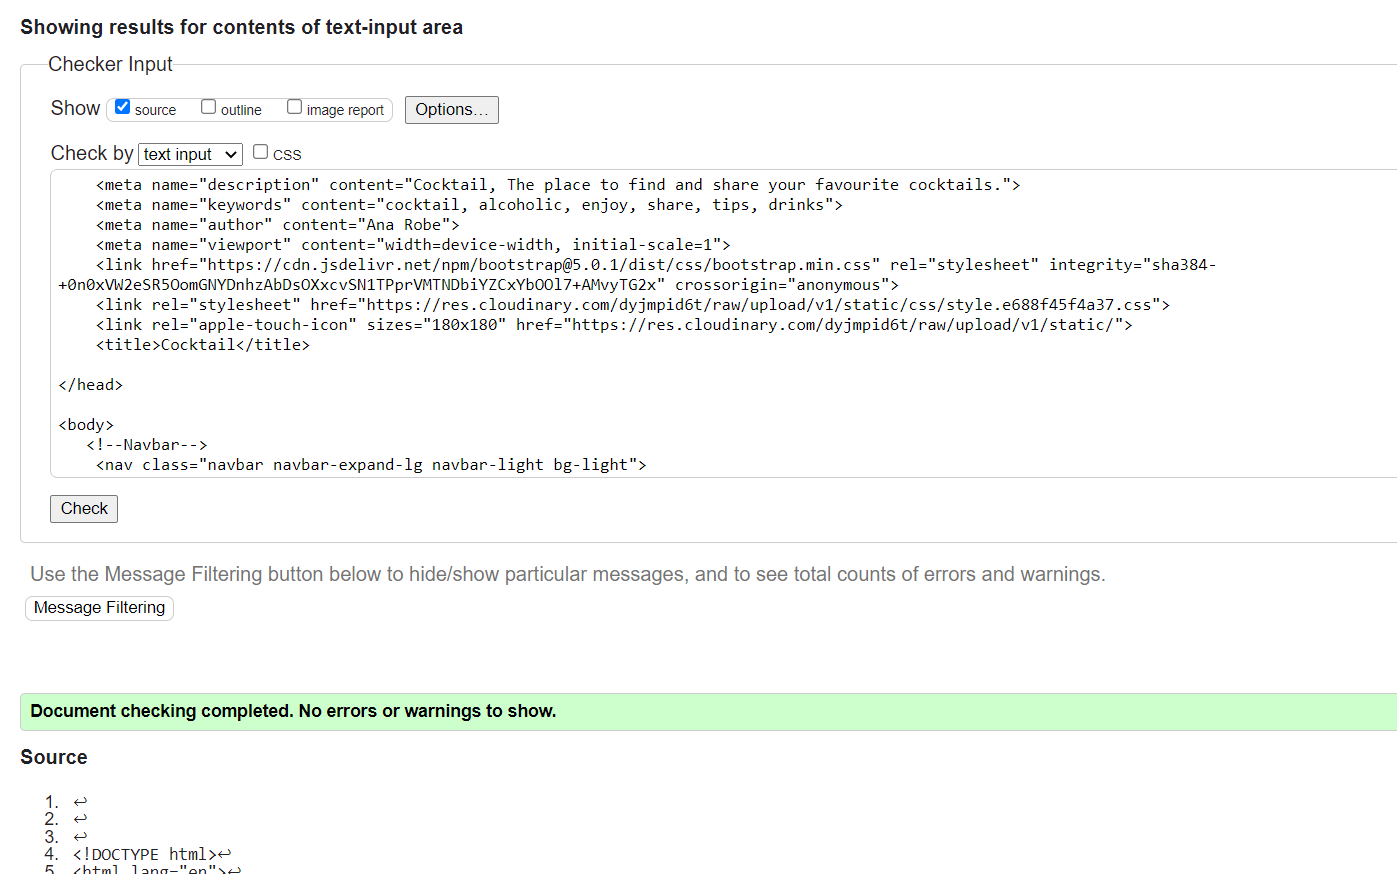 Showing results for contents of text-input area
Checker Input
Show source outline image report Options...
Check by text input CSS
<meta name="description" content="Cocktail, The place to find and share your favourite cocktails.">
<meta name="keywords" content="cocktail, alcoholic, enjoy, share, tips, drinks">
<meta name="author" content="Ana Robe">
<meta name="viewport" content="width=device-width, initial-scale=1">
<link href="https://cdn.jsdelivr.net/npm/bootstrap@5.0.1/dist/css/bootstrap.min.css" rel="stylesheet" integrity="sha384-
+0n0xVW2eSR5OomGNYDnhzAbDsOXxcvSN1TPprVMTNDbiYZCxYbOOl7+AMvyTG2x" crossorigin="anonymous">
<link rel="stylesheet" href="https://res.cloudinary.com/dyjmpid6t/raw/upload/v1/static/css/style.e688f45f4a37.css">
<link rel="apple-touch-icon" sizes="180x180" href="https://res.cloudinary.com/dyjmpid6t/raw/upload/v1/static/">
<title>Cocktail</title>
</head>
<body>
<!--Navbar-->
<nav class="navbar navbar-expand-lg navbar-light bg-light">
Check
Use the Message Filtering button below to hide/show particular messages, and to see total counts of errors and warnings.
Message Filtering
Document checking completed. No errors or warnings to show.
Source
1. ↩
2. ↩
3. ↩
4. <!DOCTYPE html>↩
5. <html lang="en">↩